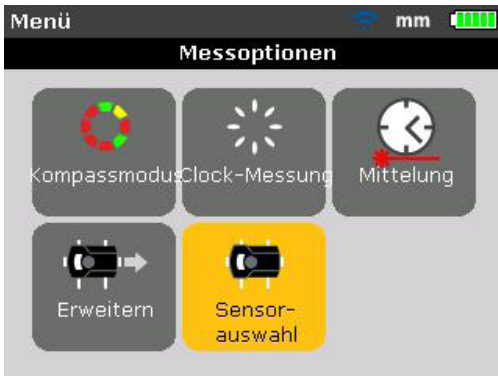 Menü mm
Messoptionen
Kompassmodus Clock-Messung Mittelung
Erweitern Sensor-
auswahl